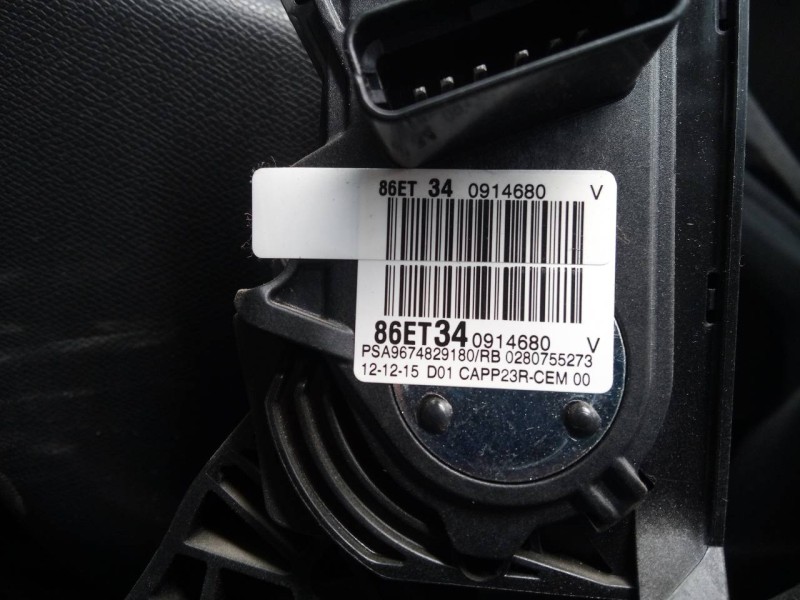 86ET 34 0914680 V
86ET34 0914680 V
PSA9674829180/RB 0280755273
12-12-15 D01 CAPP23R-CEM 00